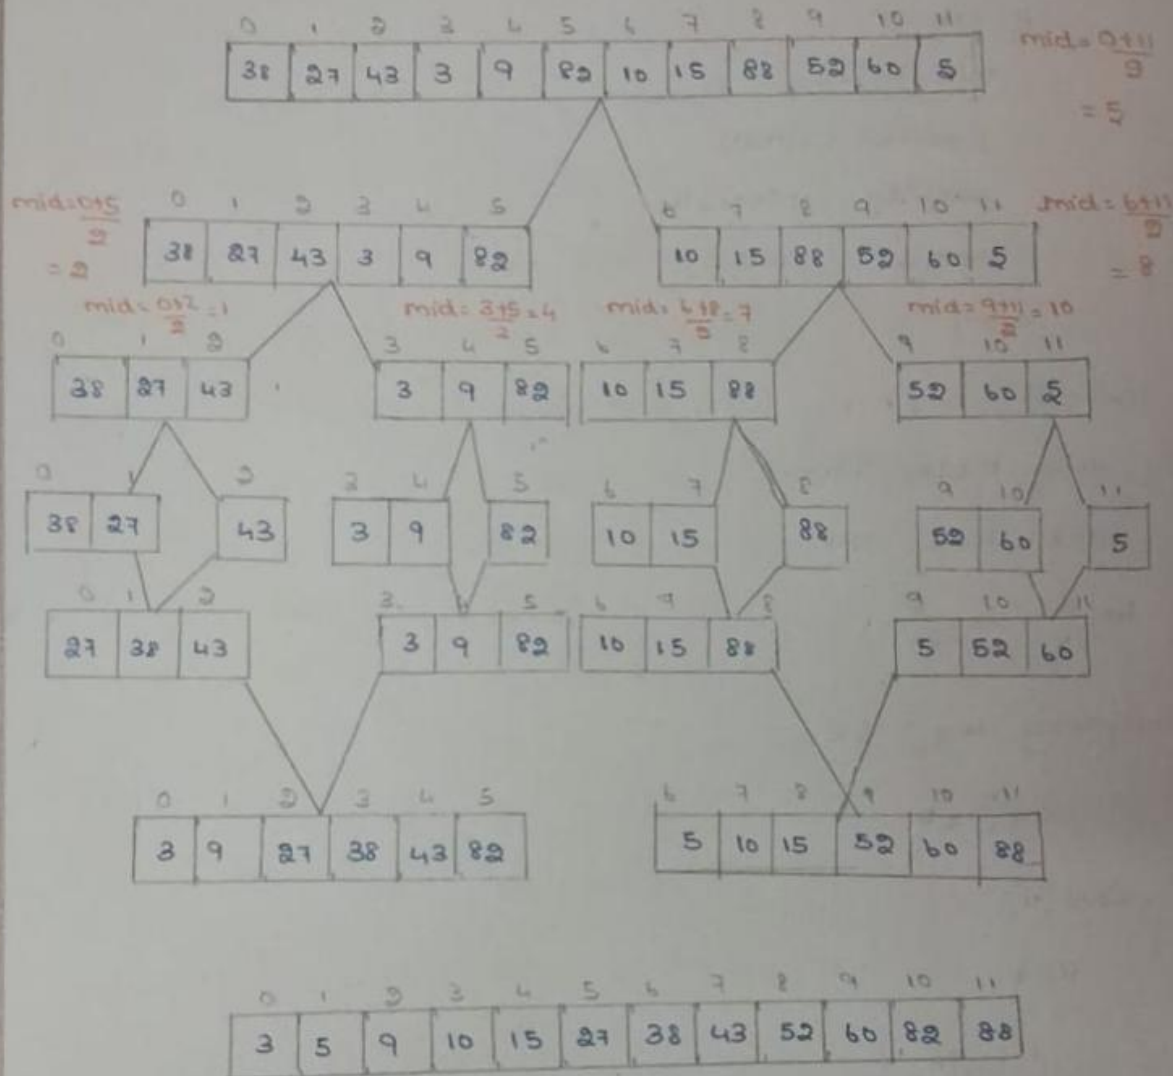 0 1 2 3 4 5 6 7 8 9 10 11
38 27 43 3 9 82 10 15 88 52 60 5
mid = 0+11
2
= 5
mid = 0+5
2
= 2
0 1 2 3 4 5
38 27 43 3 9 82
6 7 8 9 10 11
10 15 88 52 60 5
mid = 6+11
2
= 8
mid = 0+2 = 1
2
mid = 3+5 = 4
2
mid = 6+8 = 7
2
mid = 9+11 = 10
2
0 1 2
3 4 5
6 7 8
9 10 11
38 27 43
3 9 82
10 15 88
52 60 5
0 1 2
3 4 5
6 7 8
9 10 11
38 27 43
3 9 82
10 15 88
52 60 5
0 1 2
3 5
6 7 8
9 10 11
27 38 43
3 9 82
10 15 88
5 52 60
0 1 2 3 4 5
6 7 8 9 10 11
3 9 27 38 43 82
5 10 15 52 60 88
0 1 2 3 4 5 6 7 8 9 10 11
3 5 9 10 15 27 38 43 52 60 82 88